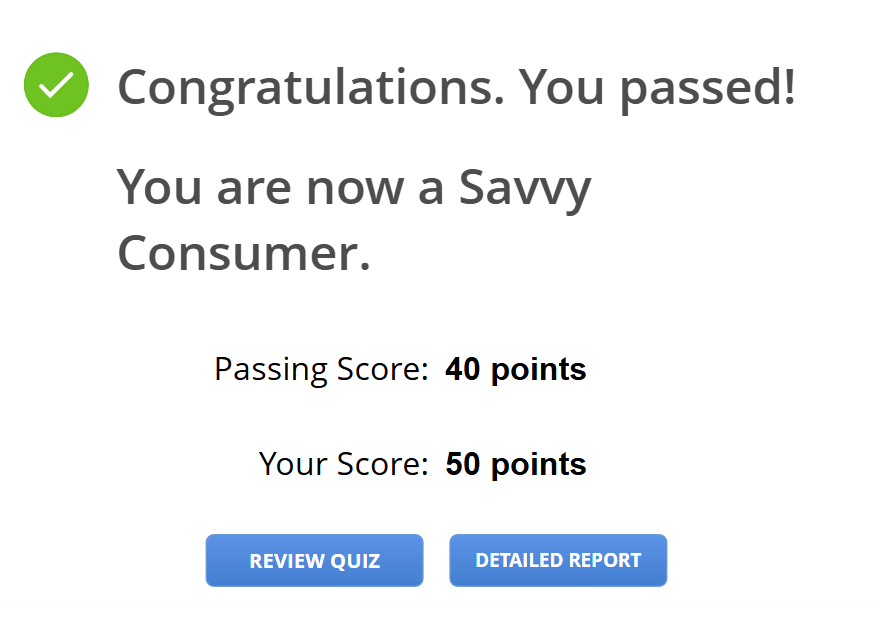 Congratulations. You passed!
You are now a Savvy
Consumer.
Passing Score: 40 points
Your Score: 50 points
REVIEW QUIZ
DETAILED REPORT